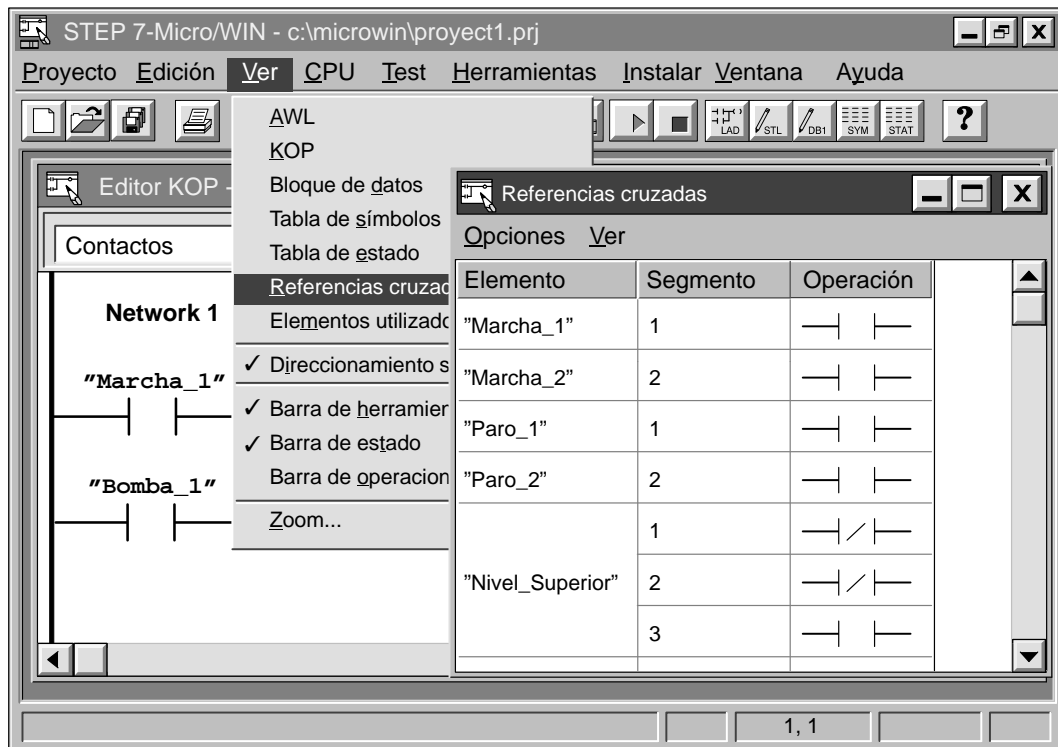 STEP 7-Micro/WIN - c:\microwin\proyect1.prj
Proyecto Edición Ver CPU Test Herramientas Instalar Ventana Ayuda
LAD STL DB1 SYM STAT ?
Editor KOP -
Contactos
Network 1
"Marcha_1"
"Bomba_1"
AWL
KOP
Bloque de datos
Tabla de símbolos
Tabla de estado
Referencias cruzad
Elementos utilizado
✓ Direccionamiento s
✓ Barra de herramien
✓ Barra de estado
Barra de operacion
Zoom...
Referencias cruzadas
Opciones Ver
Elemento Segmento Operación
"Marcha_1" 1
"Marcha_2" 2
"Paro_1" 1
"Paro_2" 2
1
"Nivel_Superior" 2
3
1, 1